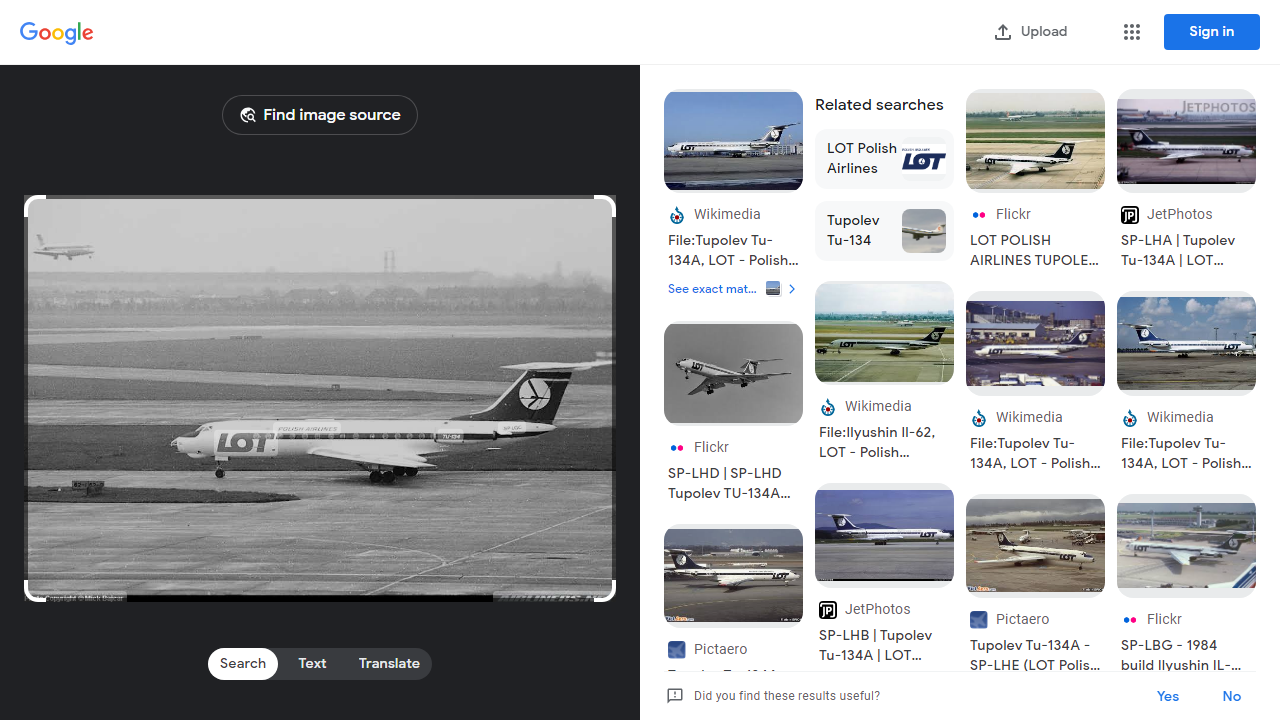 Google
Upload
Sign in
Find image source
POLISH AIRLINES
LOT
TU-134
Search
Text
Translate
Wikimedia
File:Tupolev Tu-
134A, LOT - Polish...
See exact mat...
Flickr
SP-LHD | SP-LHD
Tupolev TU-134A...
Pictaero
Related searches
LOT Polish
Airlines
LOT
Tupolev
Tu-134
Wikimedia
File:Ilyushin Il-62,
LOT - Polish...
JetPhotos
SP-LHB | Tupolev
Tu-134A | LOT...
Flickr
LOT POLISH
AIRLINES TUPOLE...
Wikimedia
File:Tupolev Tu-
134A, LOT - Polish...
Pictaero
Tupolev Tu-134A -
SP-LHE (LOT Polis...
JETPHOTOS
JetPhotos
SP-LHA | Tupolev
Tu-134A | LOT...
Wikimedia
File:Tupolev Tu-
134A, LOT - Polish...
Flickr
SP-LBG - 1984
build Ilyushin IL-...
Did you find these results useful?
Yes
No